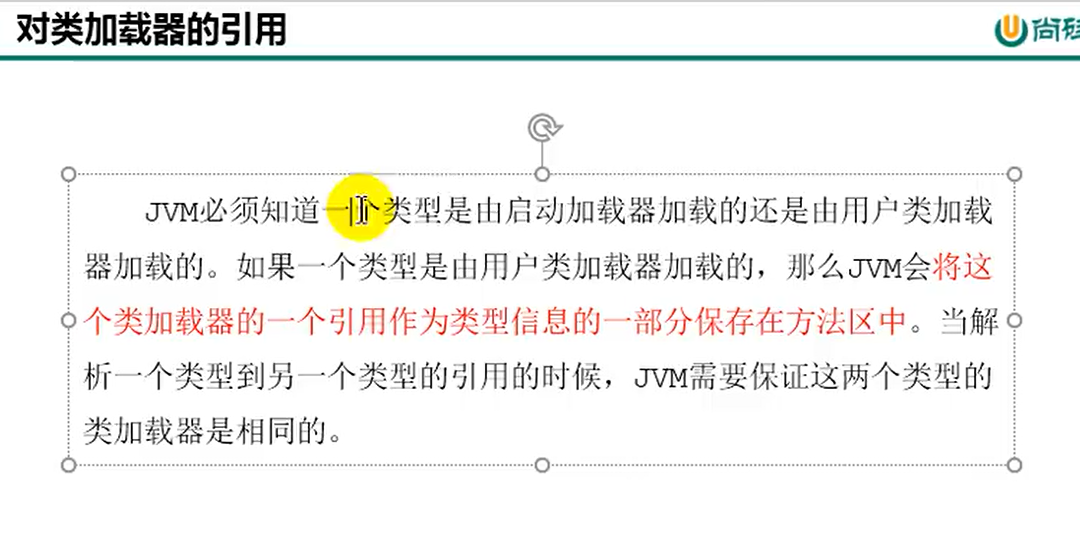 对类加载器的引用
尚硅
JVM必须知道一个类型是由启动加载器加载的还是由用户类加载
器加载的。如果一个类型是由用户类加载器加载的，那么JVM会将这
个类加载器的一个引用作为类型信息的一部分保存在方法区中。当解
析一个类型到另一个类型的引用的时候，JVM需要保证这两个类型的
类加载器是相同的。